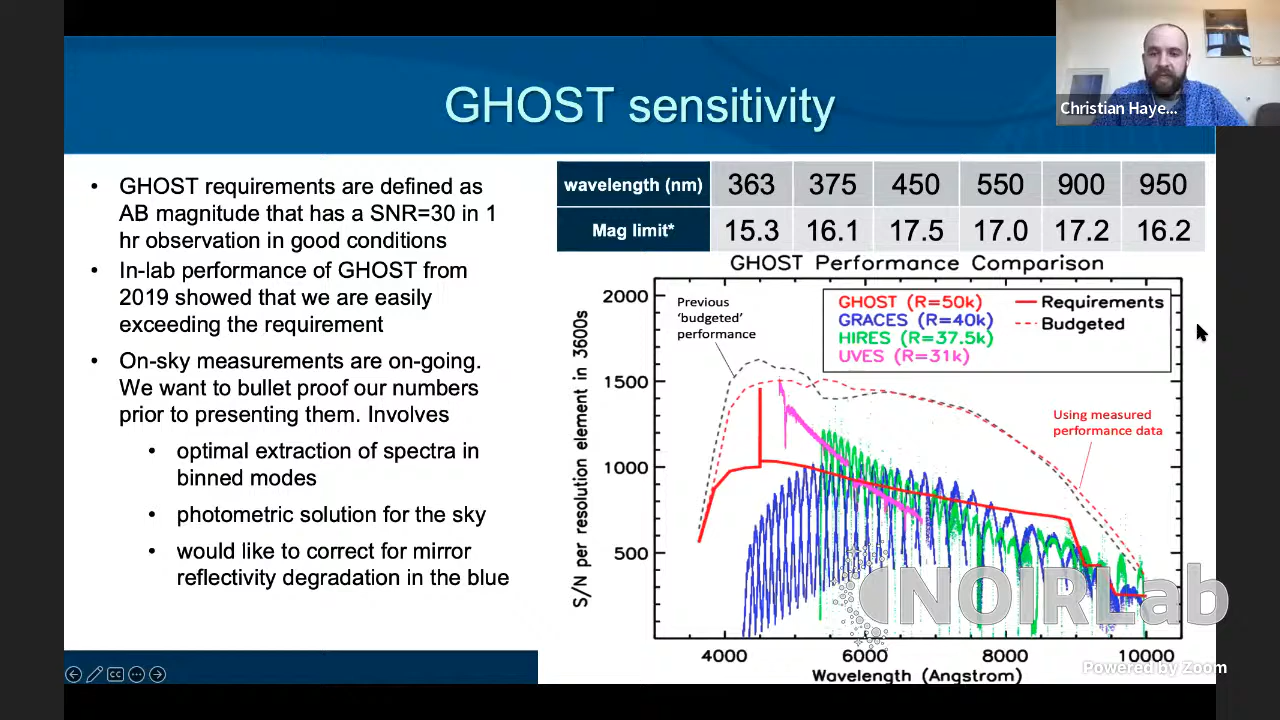 GHOST sensitivity
Christian Haye...
• GHOST requirements are defined as
AB magnitude that has a SNR=30 in 1
hr observation in good conditions
• In-lab performance of GHOST from
2019 showed that we are easily
exceeding the requirement
• On-sky measurements are on-going.
We want to bullet proof our numbers
prior to presenting them. Involves
• optimal extraction of spectra in
binned modes
• photometric solution for the sky
• would like to correct for mirror
reflectivity degradation in the blue
wavelength (nm) 363 375 450 550 900 950
Mag limit* 15.3 16.1 17.5 17.0 17.2 16.2
GHOST Performance Comparison
Previous
'budgeted'
performance
GHOST (R=50k)
GRACES (R=40k)
HIRES (R=37.5k)
UVES (R=31k)
Requirements
Budgeted
Using measured
performance data
S/N per resolution element in 3600s
2000
1500
1000
500
4000 6000 8000 10000
Wavelength (Angstrom)
NOIRLab
Powered by Zoom
CC